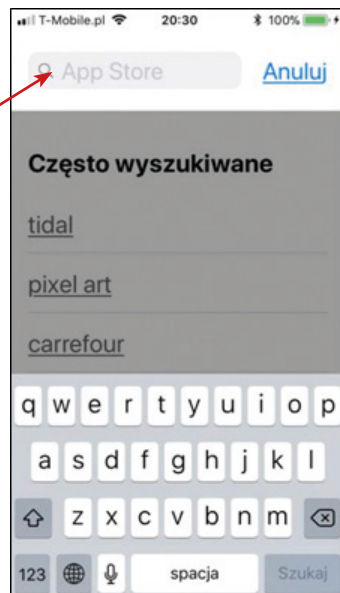 T-Mobile.pl 20:30 100%
App Store Anuluj
Często wyszukiwane
tidal
pixel art
carrefour
q w e r t y u i o p
a s d f g h j k l
z x c v b n m
123 spacja Szukaj